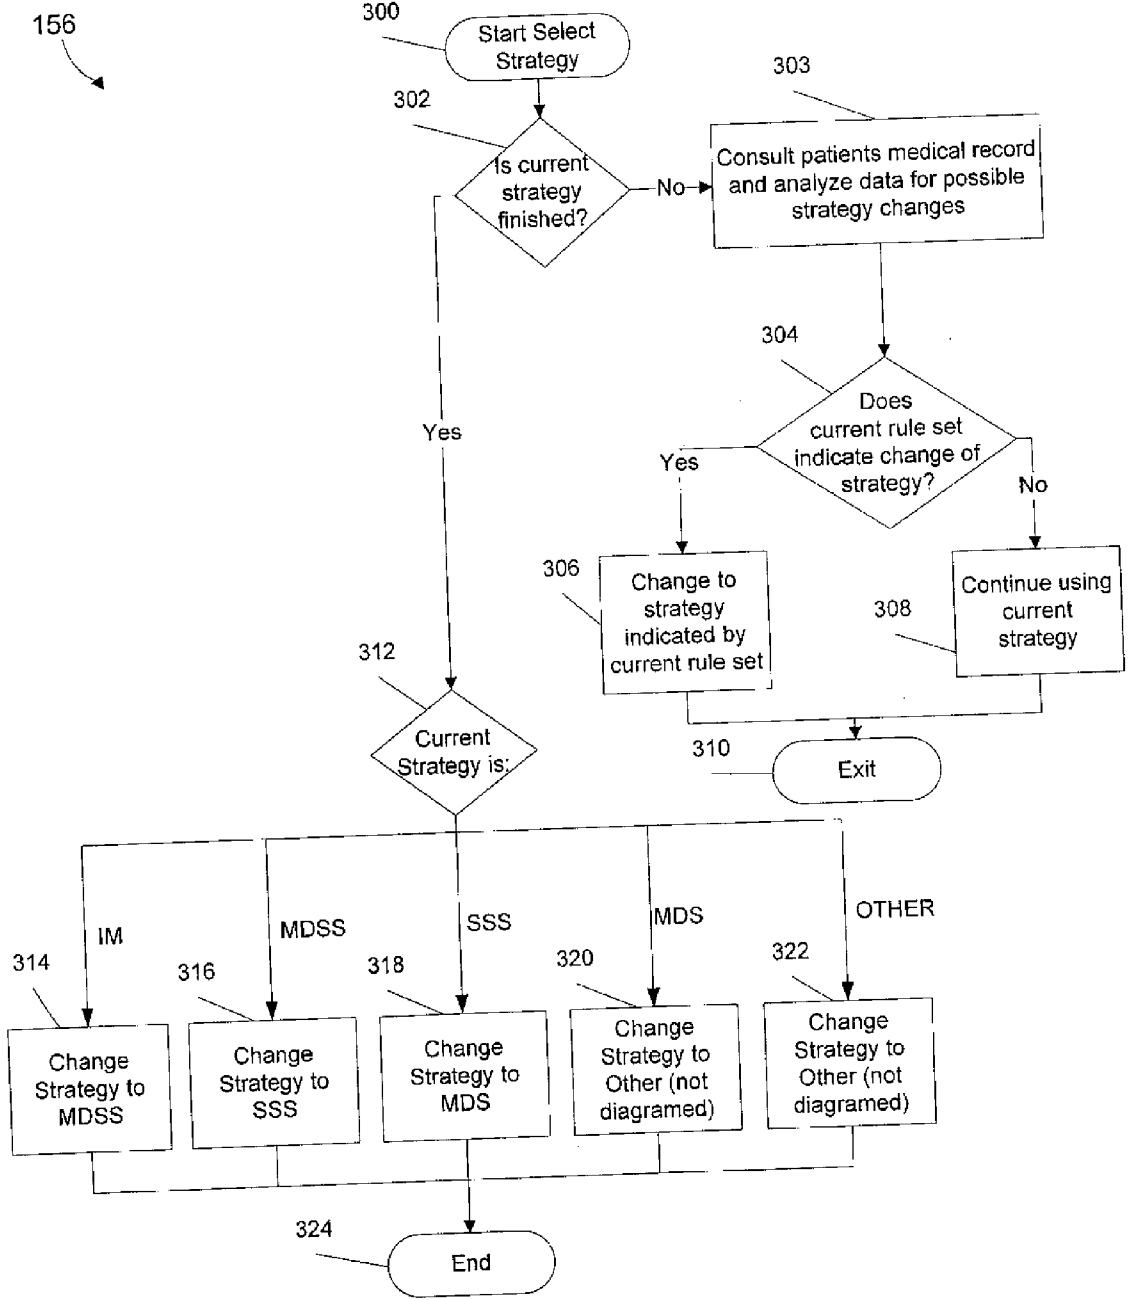 156
300
Start Select
Strategy
302
Is current
strategy
finished?
No
303
Consult patients medical record
and analyze data for possible
strategy changes
304
Does
current rule set
indicate change of
strategy?
Yes
Yes
No
306
Change to
strategy
indicated by
current rule set
308
Continue using
current
strategy
310
Exit
312
Current
Strategy is:
IM
MDSS
SSS
MDS
OTHER
314
Change
Strategy to
MDSS
316
Change
Strategy to
SSS
318
Change
Strategy to
MDS
320
Change
Strategy to
Other (not
diagramed)
322
Change
Strategy to
Other (not
diagramed)
324
End